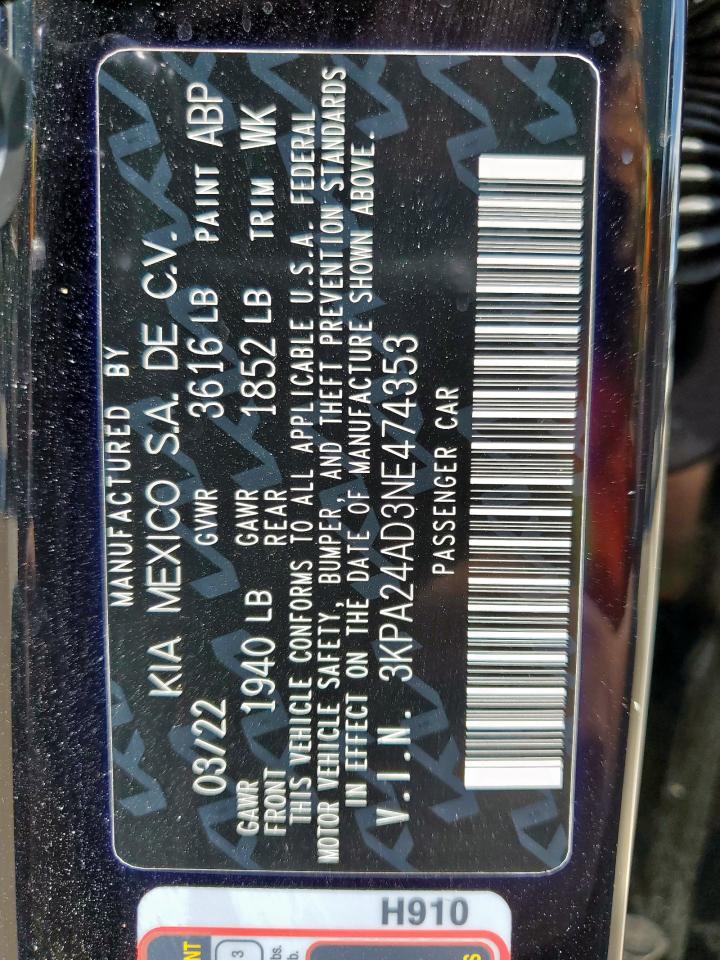 MANUFACTURED BY
KIA MEXICO S.A. DE C.V.
03/22 GVWR 3616 LB PAINT ABP
GAWR FRONT 1940 LB GAWR REAR 1852 LB TRIM WK
THIS VEHICLE CONFORMS TO ALL APPLICABLE U.S.A. FEDERAL
MOTOR VEHICLE SAFETY, BUMPER, AND THEFT PREVENTION STANDARDS
IN EFFECT ON THE DATE OF MANUFACTURE SHOWN ABOVE.
V.I.N. 3KPA24AD3NE474353
PASSENGER CAR
H910
3